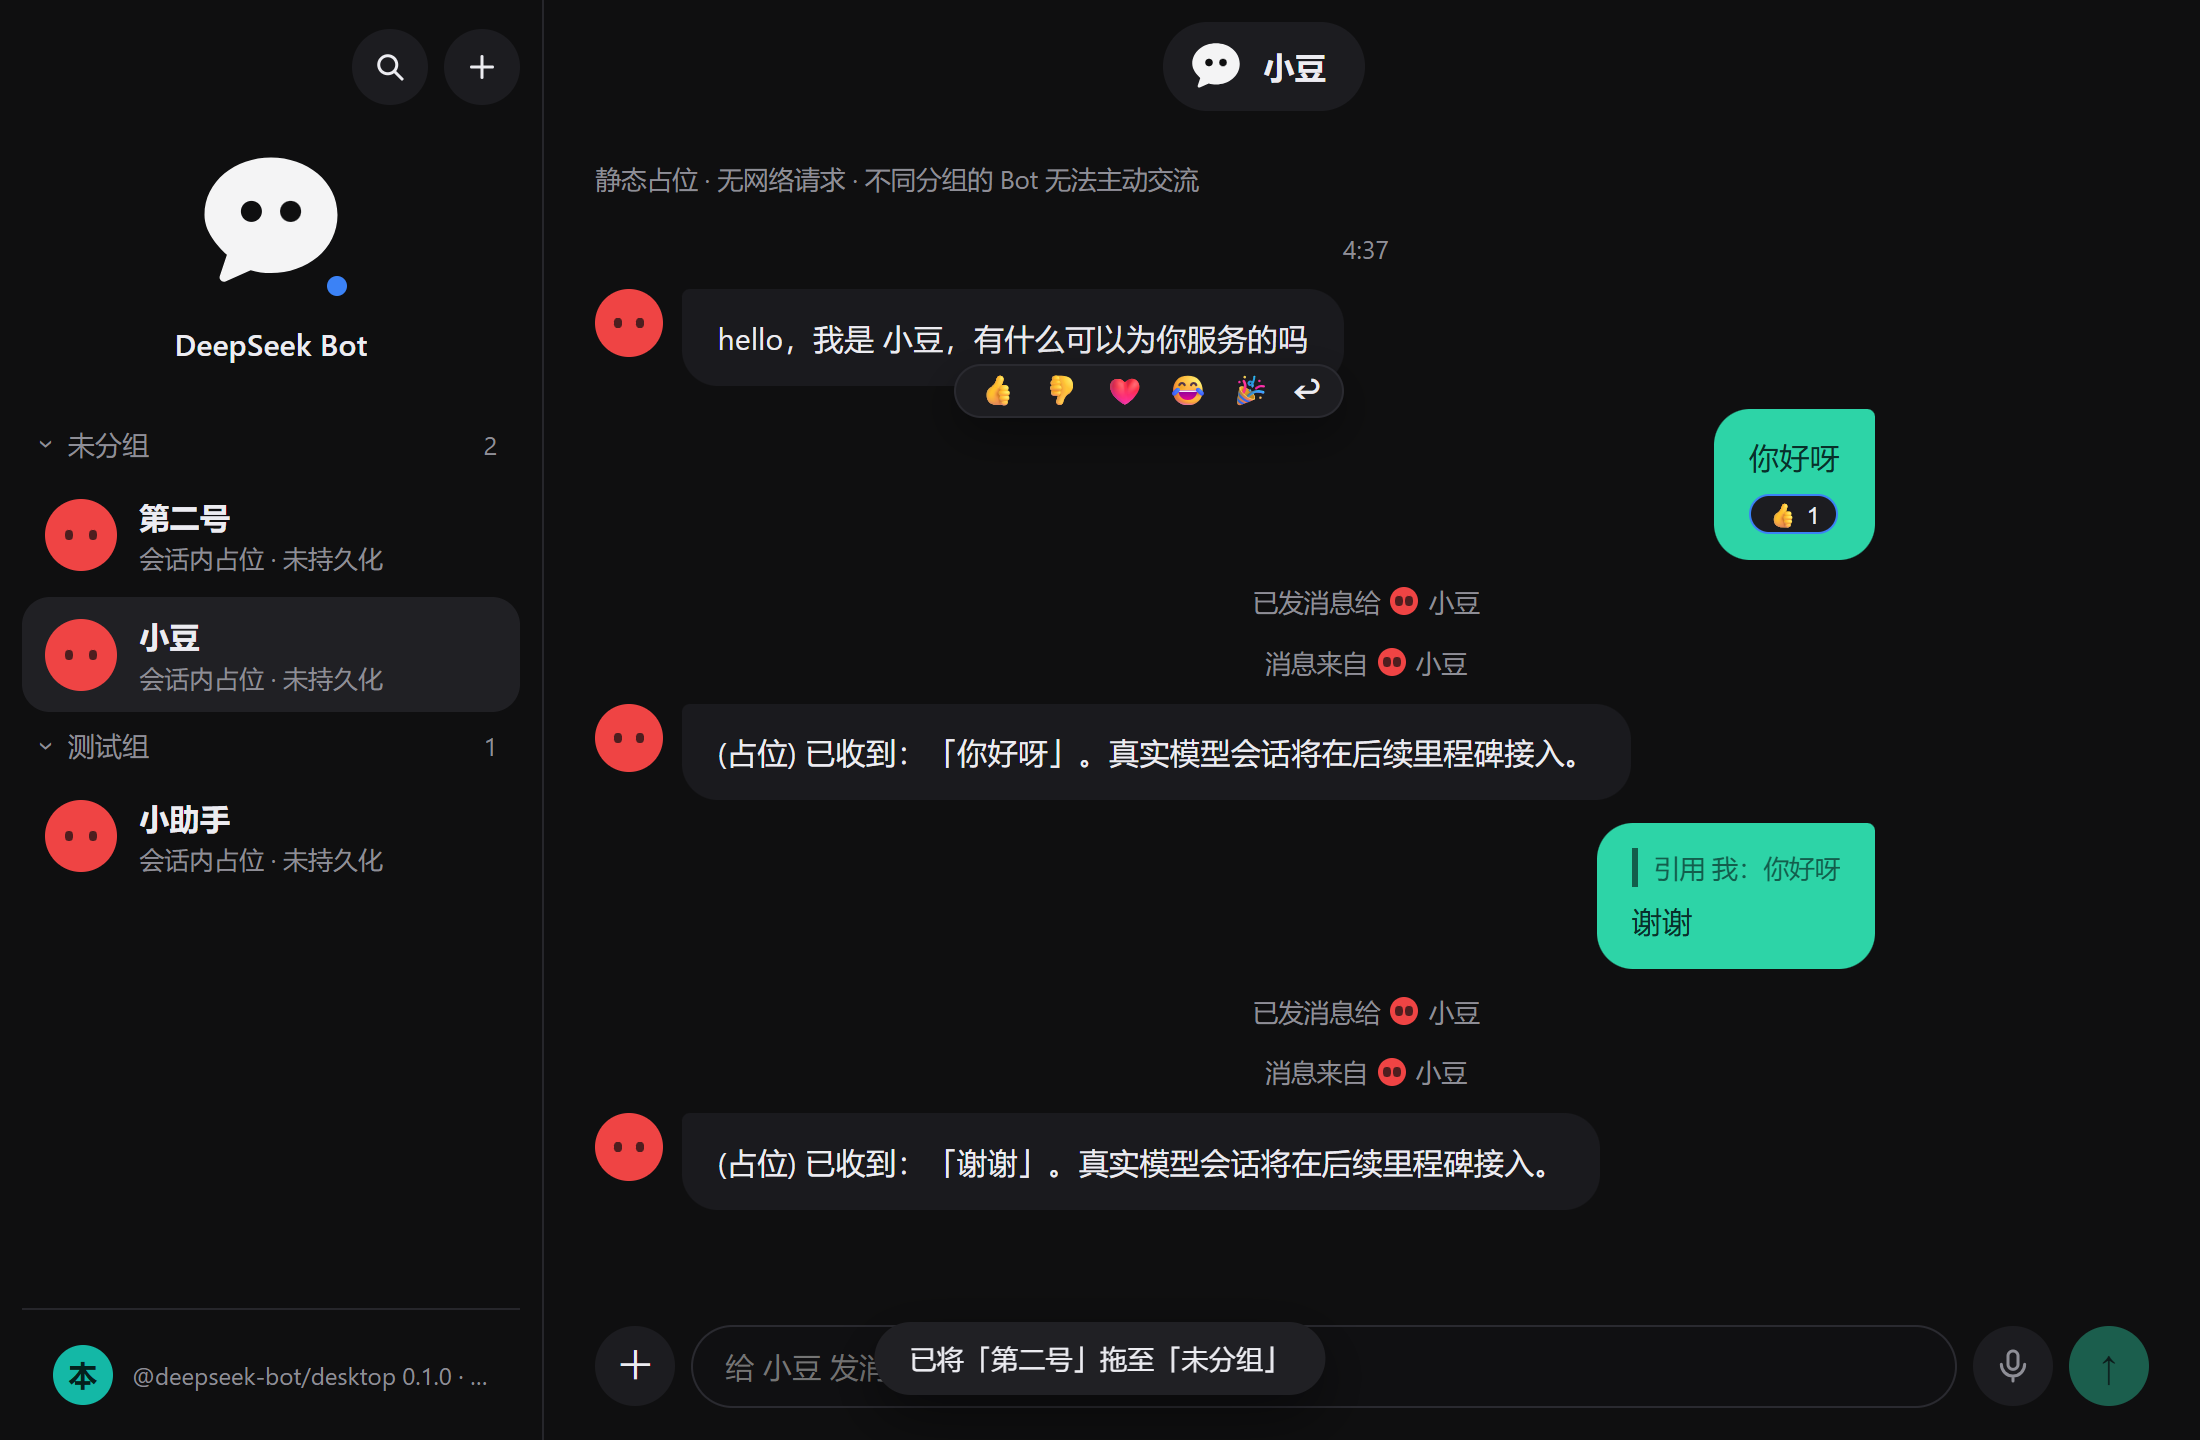 DeepSeek Bot
未分组 2
第二号
会话内占位 · 未持久化
小豆
会话内占位 · 未持久化
测试组 1
小助手
会话内占位 · 未持久化
本 @deepseek-bot/desktop 0.1.0 · ...
小豆
静态占位 · 无网络请求 · 不同分组的 Bot 无法主动交流
4:37
hello，我是 小豆，有什么可以为你服务的吗
你好呀
👍 1
已发消息给 小豆
消息来自 小豆
(占位) 已收到：「你好呀」。真实模型会话将在后续里程碑接入。
引用 我：你好呀
谢谢
已发消息给 小豆
消息来自 小豆
(占位) 已收到：「谢谢」。真实模型会话将在后续里程碑接入。
给 小豆 发消
已将「第二号」拖至「未分组」